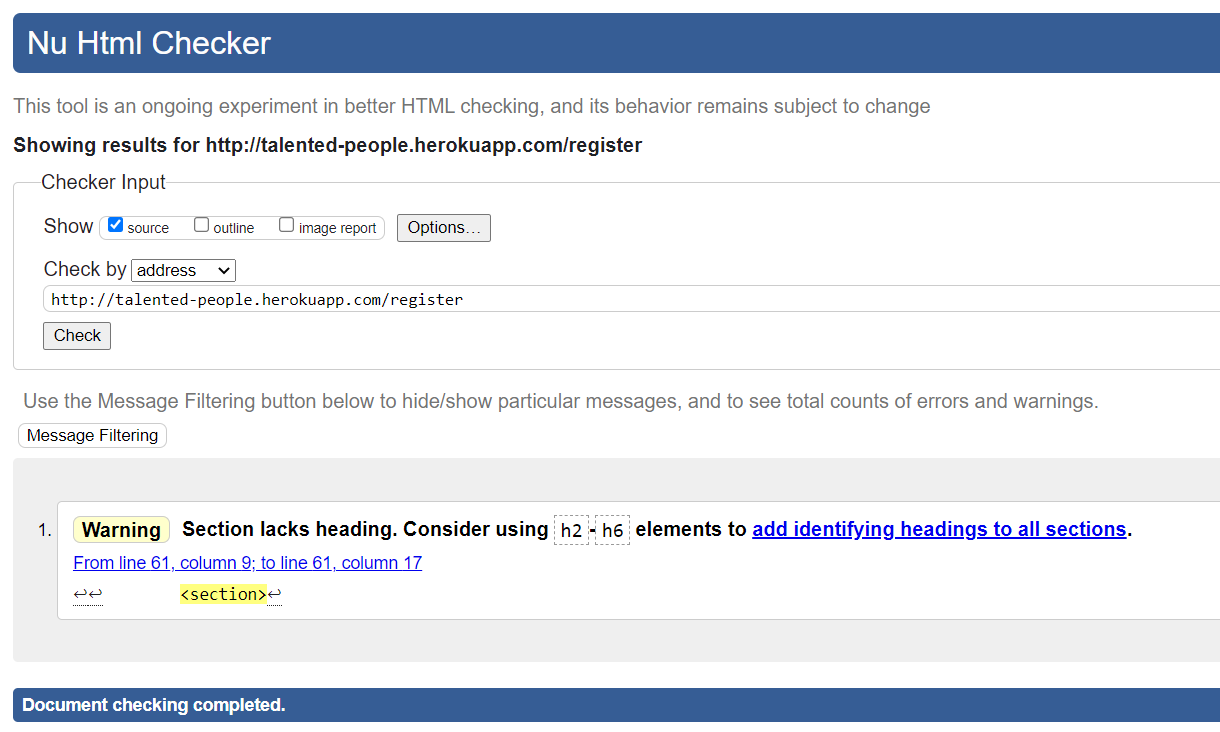 Nu Html Checker
This tool is an ongoing experiment in better HTML checking, and its behavior remains subject to change
Showing results for http://talented-people.herokuapp.com/register
Checker Input
Show source outline image report Options...
Check by address
http://talented-people.herokuapp.com/register
Check
Use the Message Filtering button below to hide/show particular messages, and to see total counts of errors and warnings.
Message Filtering
1. Warning Section lacks heading. Consider using h2-h6 elements to add identifying headings to all sections.
From line 61, column 9; to line 61, column 17
↩↩ <section>↩
Document checking completed.